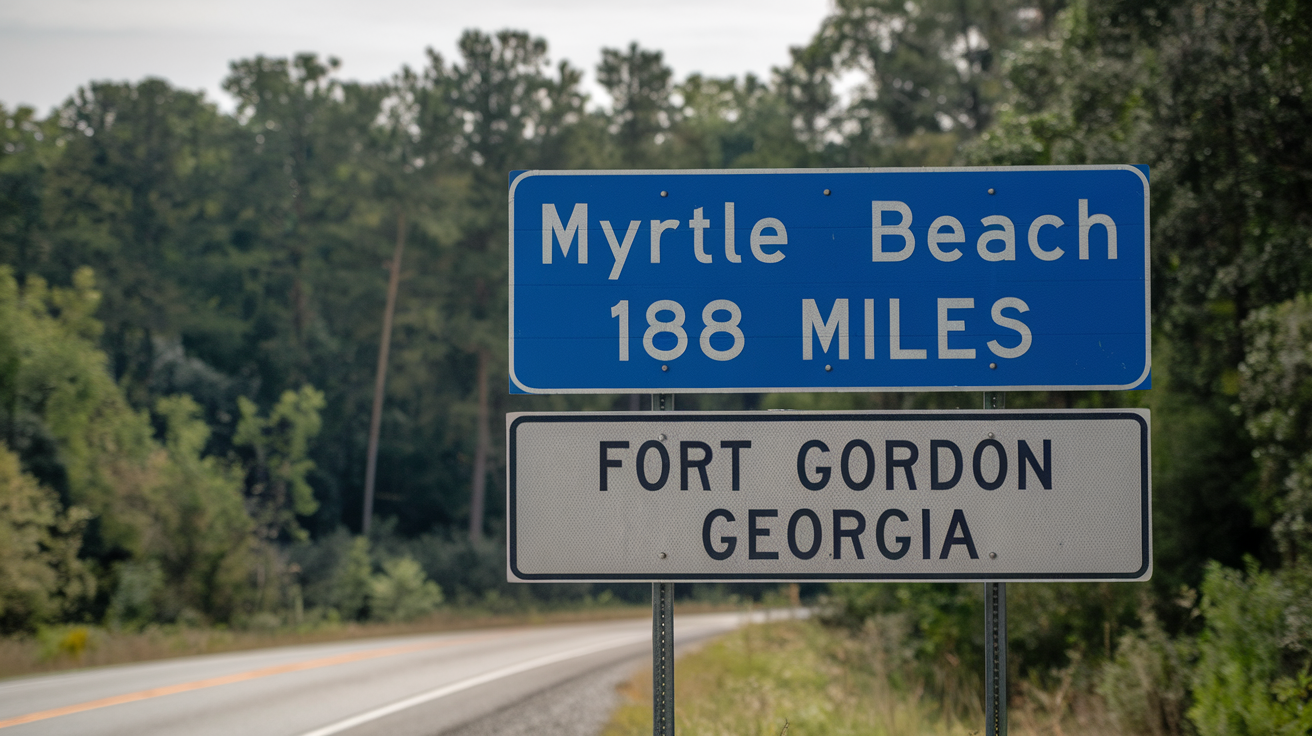 Myrtle Beach
188 MILES
FORT GORDON
GEORGIA